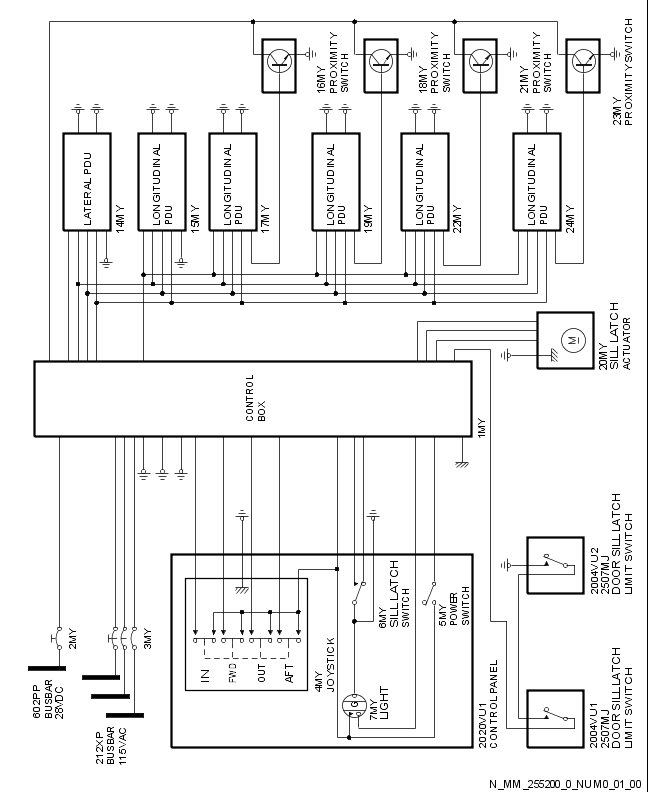 16MY
PROXIMITY
SWITCH
18MY
PROXIMITY
SWITCH
21MY
PROXIMITY
SWITCH
23MY
PROXIMITY SWITCH
LATERAL PDU
14MY
LONGITUDINAL
PDU
15MY
LONGITUDINAL
PDU
17MY
LONGITUDINAL
PDU
19MY
LONGITUDINAL
PDU
22MY
LONGITUDINAL
PDU
24MY
M
20MY
SILL LATCH
ACTUATOR
CONTROL
BOX
1MY
2MY
3MY
602PP
BUSBAR
28VDC
212XP
BUSBAR
115VAC
IN
FWD
OUT
AFT
4MY
JOYSTICK
G
7MY
LIGHT
6MY
SILL LATCH
SWITCH
5MY
POWER
SWITCH
2020VU1
CONTROL PANEL
2004VU2
2507MJ
DOOR SILL LATCH
LIMIT SWITCH
2004VU1
2507MJ
DOOR SILL LATCH
LIMIT SWITCH
N_MM_255200_0_NUM0_01_00